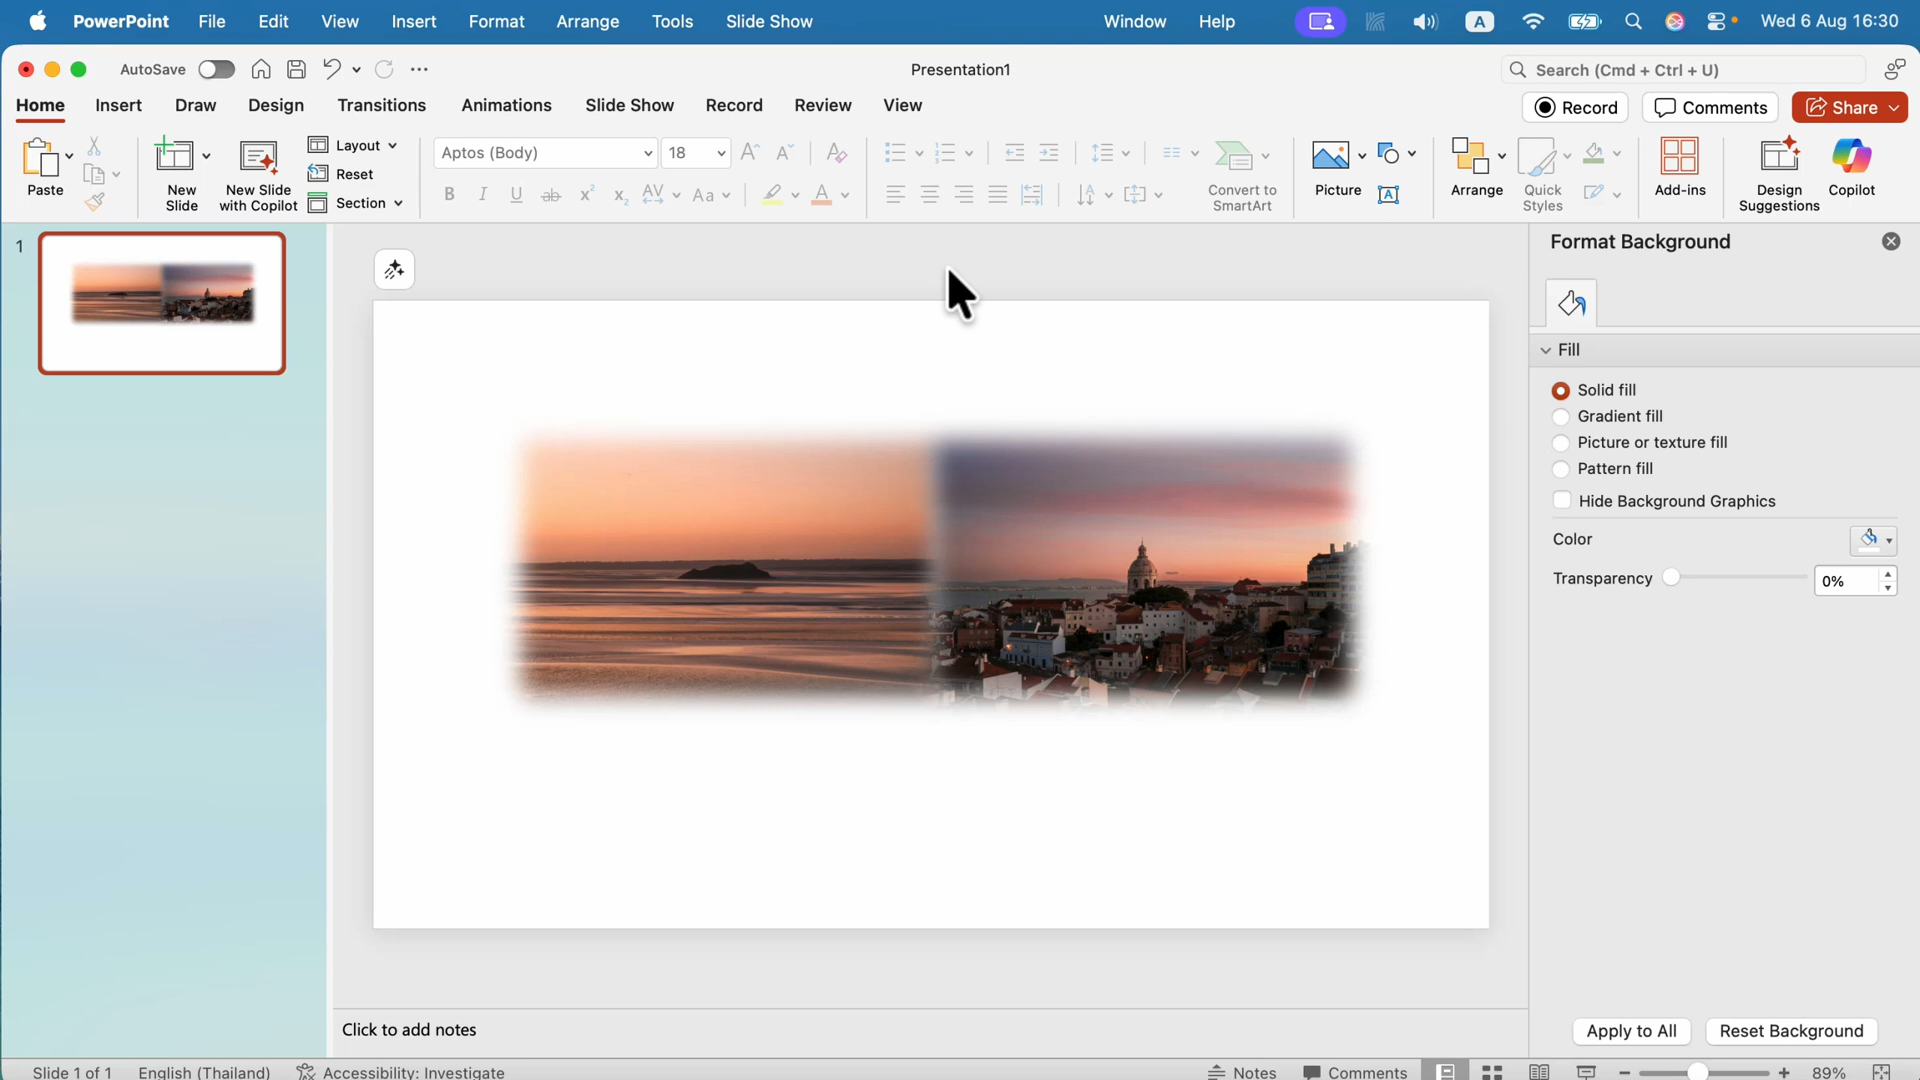 PowerPoint File Edit View Insert Format Arrange Tools Slide Show Window Help A Wed 6 Aug 16:30
AutoSave Presentation1 Search (Cmd + Ctrl + U)
Home Insert Draw Design Transitions Animations Slide Show Record Review View Record Comments Share
Paste
New Slide
New Slide with Copilot
Layout
Reset
Section
Aptos (Body) 18
B I U ab x² x₂ AV Aa A
Convert to SmartArt
Picture
Arrange
Quick Styles
Add-ins
Design Suggestions
Copilot
1
Format Background
Fill
Solid fill
Gradient fill
Picture or texture fill
Pattern fill
Hide Background Graphics
Color
Transparency 0%
Apply to All Reset Background
Click to add notes
Slide 1 of 1 English (Thailand) Accessibility: Investigate Notes Comments 89%